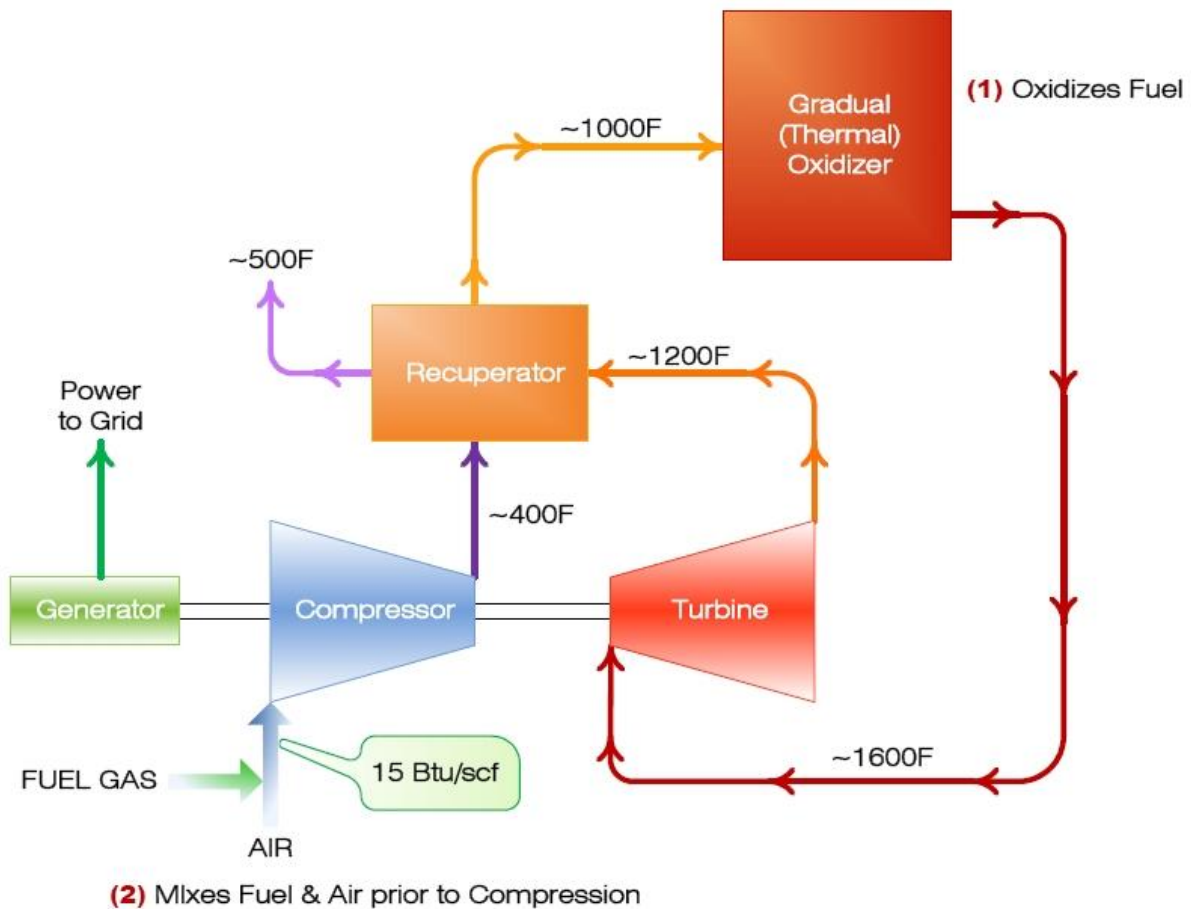 Gradual
(Thermal)
Oxidizer
(1) Oxidizes Fuel
~1000F
~500F
Recuperator
~1200F
Power
to Grid
~400F
Generator
Compressor
Turbine
FUEL GAS
15 Btu/scf
~1600F
AIR
(2) MIxes Fuel & Air prior to Compression